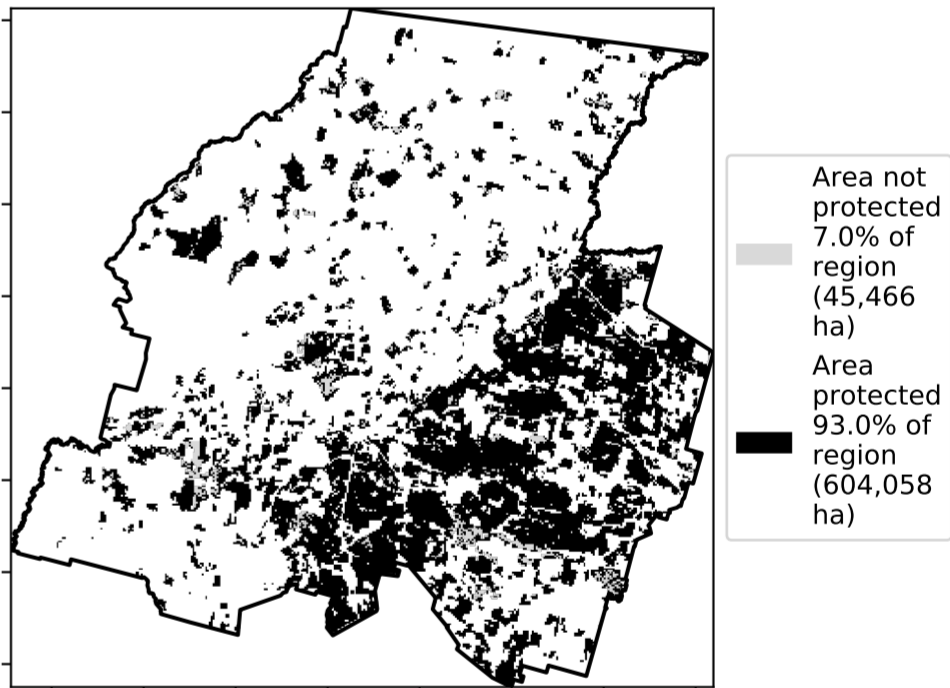 Area not
protected
7.0% of
region
(45,466
ha)
Area
protected
93.0% of
region
(604,058
ha)